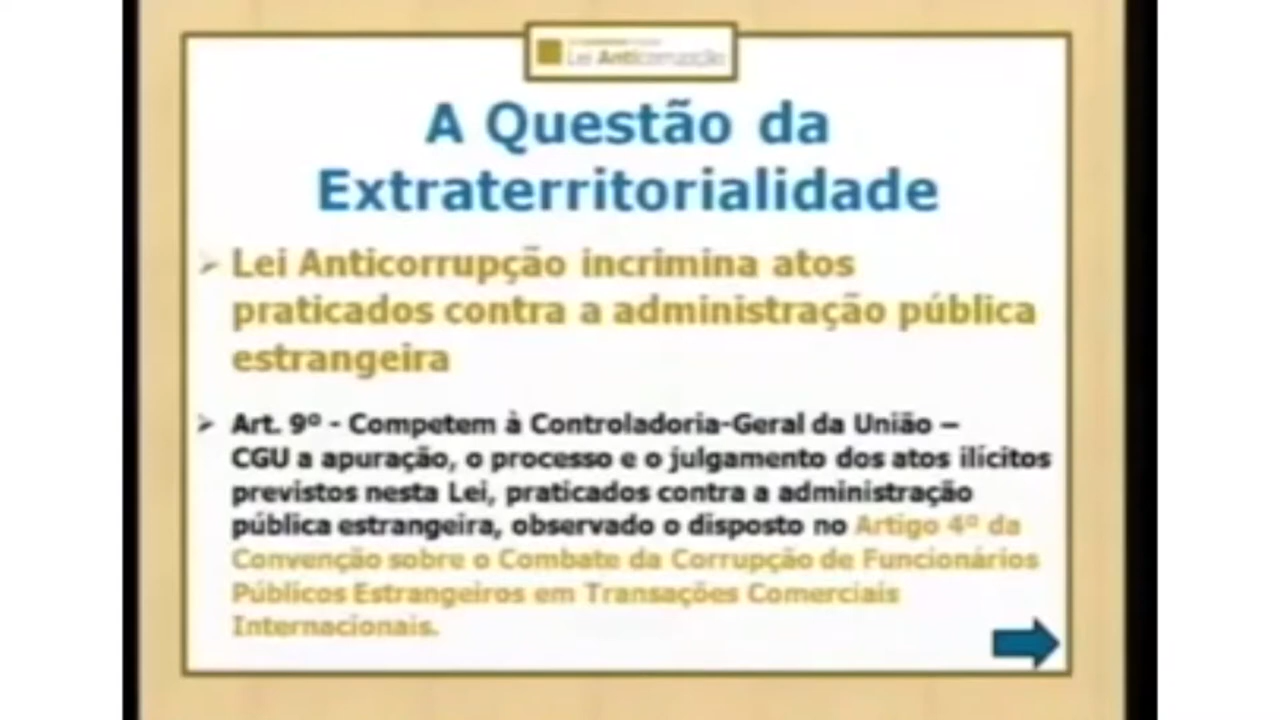 Lei Anticorrupção
A Questão da
Extraterritorialidade
Lei Anticorrupção incrimina atos
praticados contra a administração pública
estrangeira
Art. 9º - Competem à Controladoria-Geral da União –
CGU a apuração, o processo e o julgamento dos atos ilícitos
previstos nesta Lei, praticados contra a administração
pública estrangeira, observado o disposto no Artigo 4º da
Convenção sobre o Combate da Corrupção de Funcionários
Públicos Estrangeiros em Transações Comerciais
Internacionais.